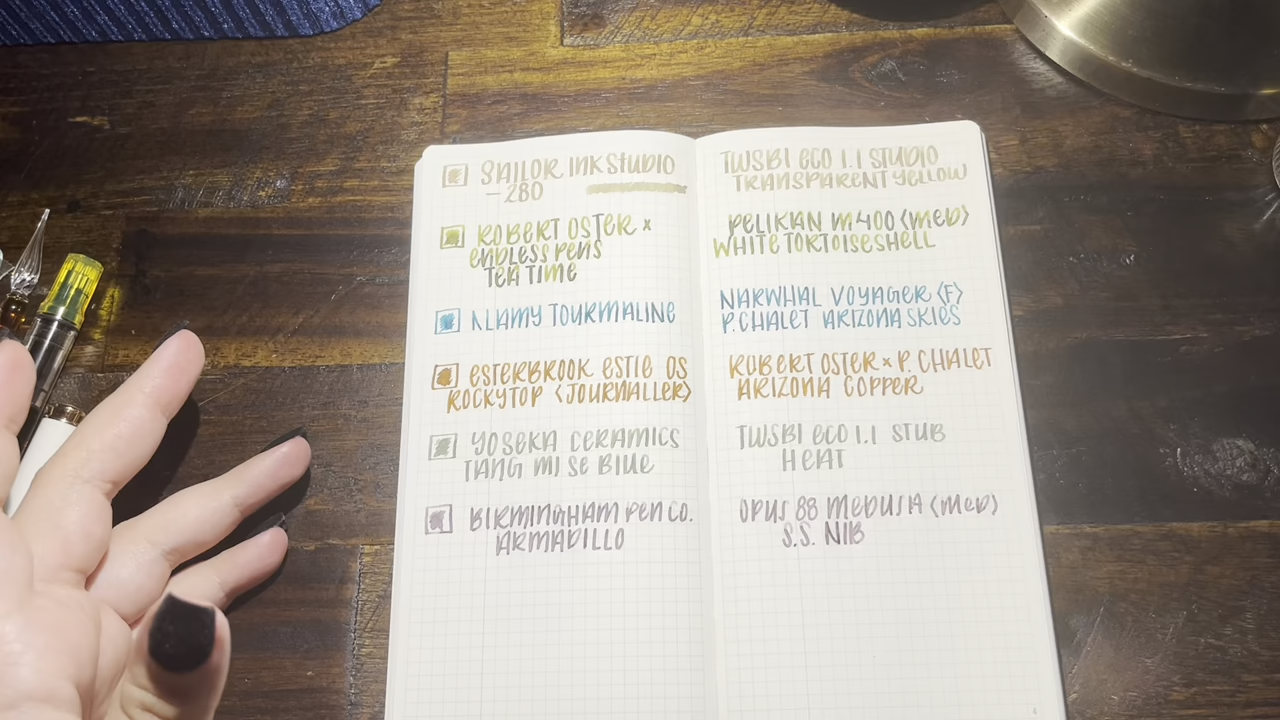 SAILOR INKSTUDIO
-280
TWSBI ECO 1.1 STUDIO
TRANSPARENT YELLOW
ROBERT OSTER x
ENDLESS PENS
TEA TIME
PELIKAN M400 <MED>
WHITE TORTOISESHELL
LAMY TOURMALINE
NARWHAL VOYAGER <F>
P.CHALET ARIZONA SKIES
ESTERBROOK ESTIE OS
ROCKYTOP <JOURNALLER>
ROBERT OSTER x P. CHALET
ARIZONA COPPER
YOSEKA CERAMICS
TANG MI SE BLUE
TWSBI ECO 1.1 STUB
HEAT
BIRMINGHAM PEN CO.
ARMADILLO
OPUS 88 MEDUSA <MED>
S.S. NIB